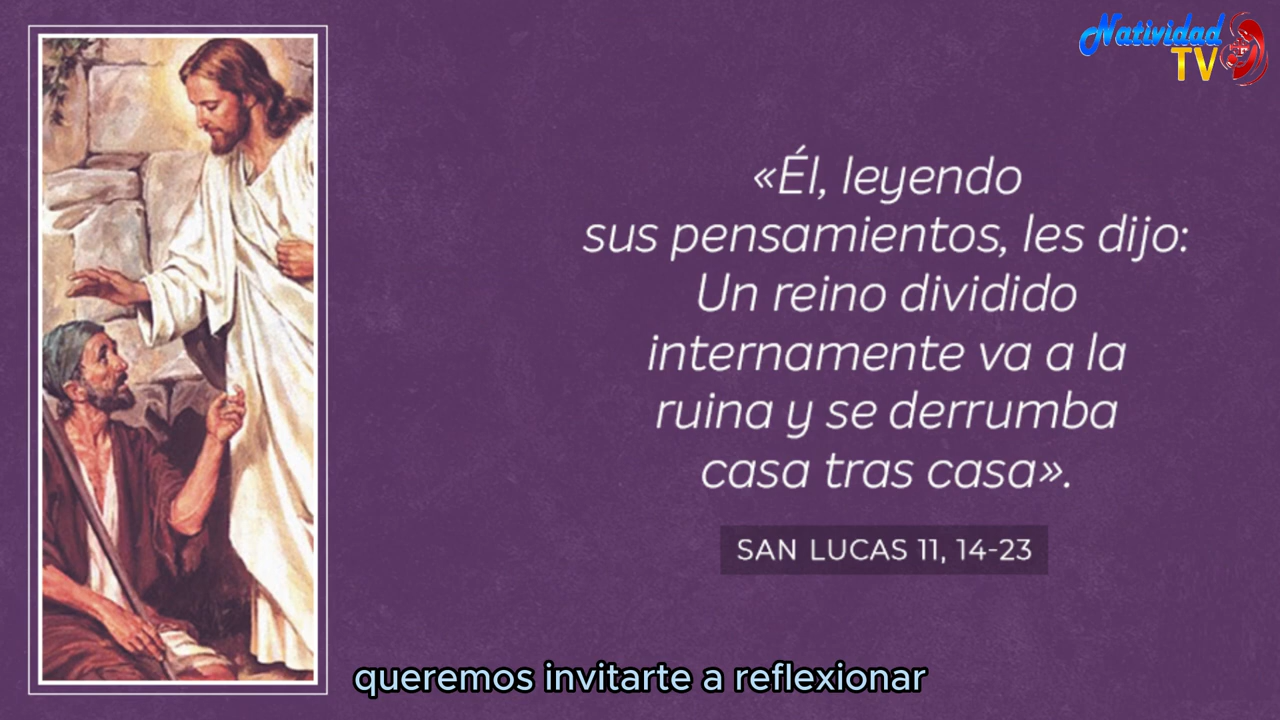 Natividad
TV
«Él, leyendo
sus pensamientos, les dijo:
Un reino dividido
internamente va a la
ruina y se derrumba
casa tras casa».
SAN LUCAS 11, 14-23
queremos invitarte a reflexionar